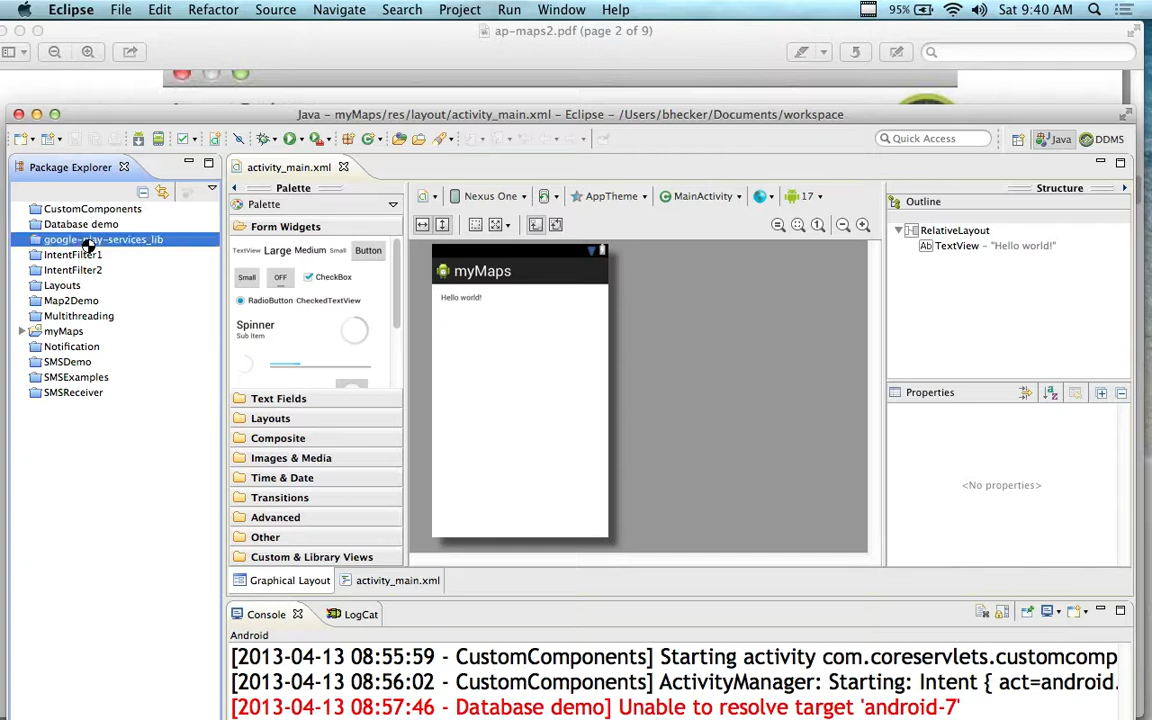 Eclipse File Edit Refactor Source Navigate Search Project Run Window Help 95% Sat 9:40 AM
ap-maps2.pdf (page 2 of 9)
Java – myMaps/res/layout/activity_main.xml – Eclipse – /Users/bhecker/Documents/workspace
Quick Access Java DDMS
Package Explorer
CustomComponents
Database demo
google-play-services_lib
IntentFilter1
IntentFilter2
Layouts
Map2Demo
Multithreading
myMaps
Notification
SMSDemo
SMSExamples
SMSReceiver
activity_main.xml
Palette
Palette
Form Widgets
TextView Large Medium Small Button
Small OFF CheckBox
RadioButton CheckedTextView
Spinner
Sub Item
Text Fields
Layouts
Composite
Images & Media
Time & Date
Transitions
Advanced
Other
Custom & Library Views
Graphical Layout activity_main.xml
Nexus One AppTheme MainActivity 17
myMaps
Hello world!
Structure
Outline
RelativeLayout
Ab TextView – "Hello world!"
Properties
<No properties>
Console LogCat
Android
[2013-04-13 08:55:59 - CustomComponents] Starting activity com.coreservlets.customcomp
[2013-04-13 08:56:02 - CustomComponents] ActivityManager: Starting: Intent { act=android.
[2013-04-13 08:57:46 - Database demo] Unable to resolve target 'android-7'